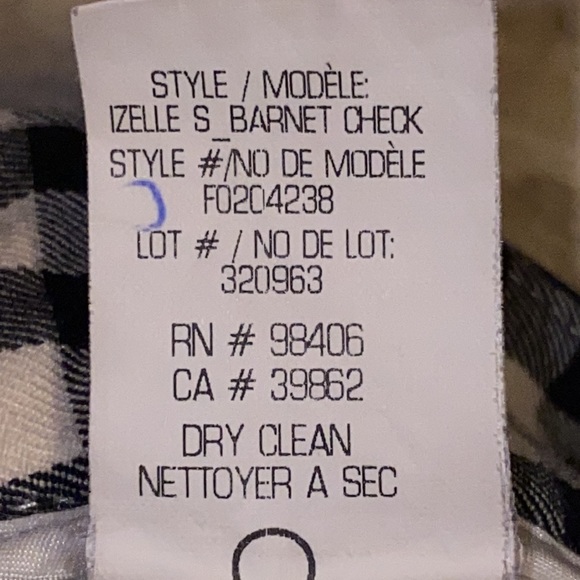 STYLE / MODÈLE:
IZELLE S_BARNET CHECK
STYLE #/NO DE MODÈLE
F0204238
LOT # / NO DE LOT:
320963
RN # 98406
CA # 39862
DRY CLEAN
NETTOYER A SEC